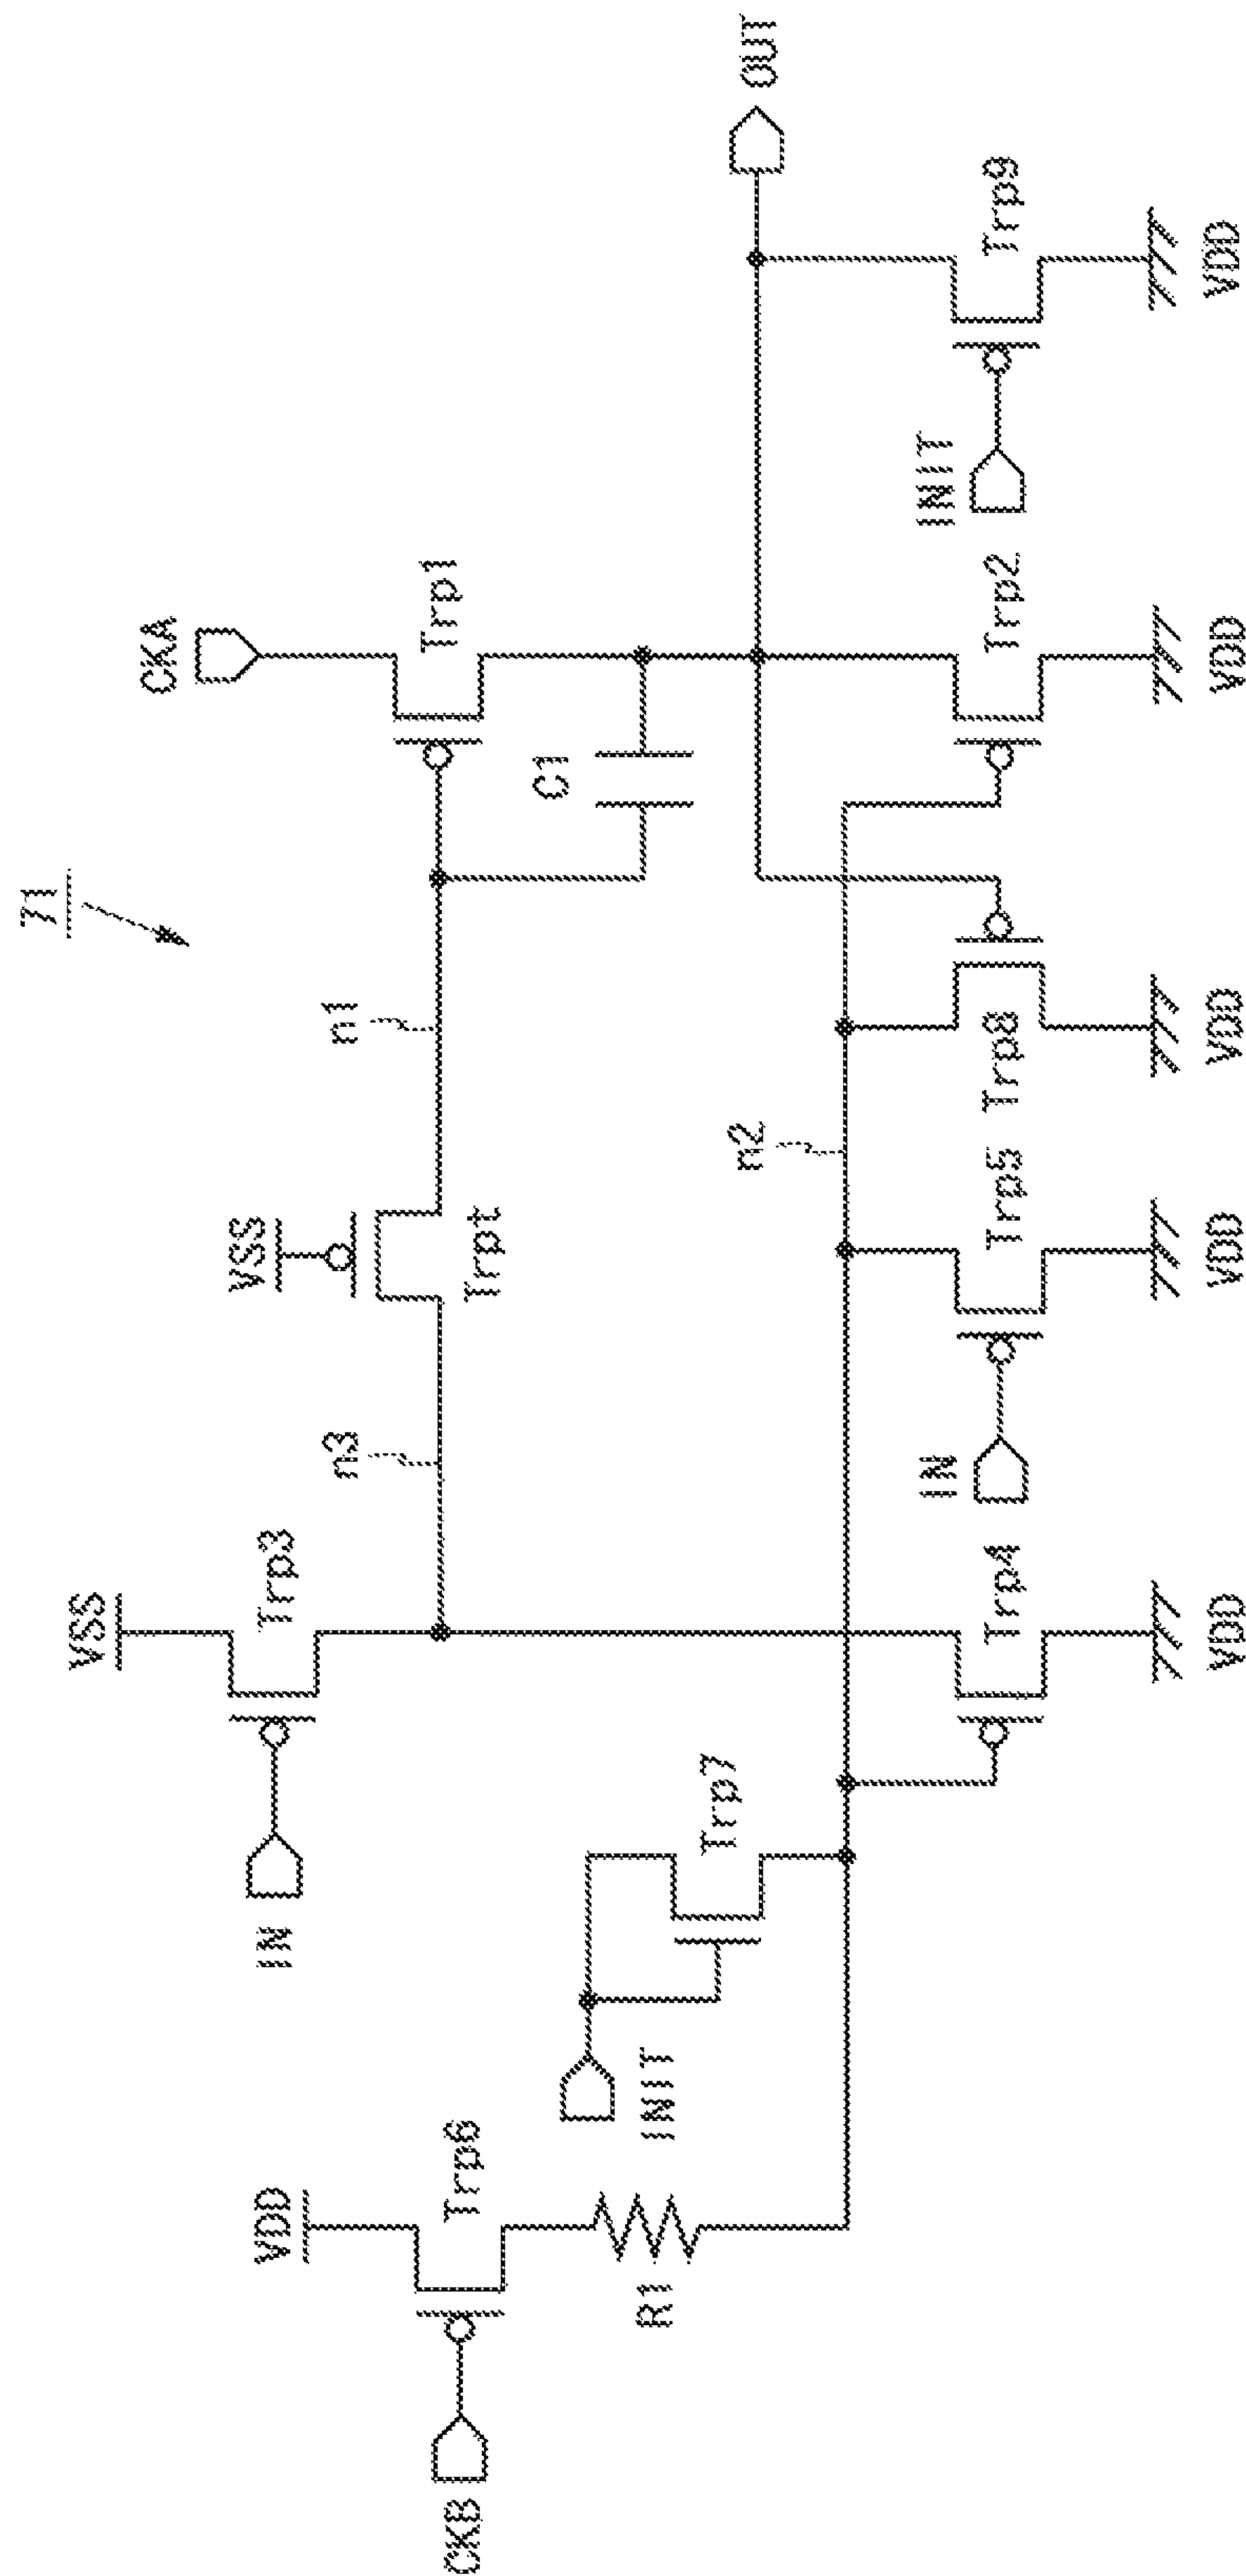 71
VSS
IN
Trp3
n3
VSS
Trpt
n1
CKA
Trp1
C1
VDD
CKB
Trp6
R1
INIT
Trp7
n2
OUT
Trp4
IN
Trp5
Trp8
Trp2
INIT
Trp9
VDD
VDD
VDD
VDD
VDD